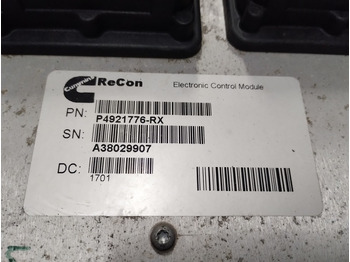 Cummins ReCon
Electronic Control Module
PN: P4921776-RX
SN: A38029907
DC: 1701